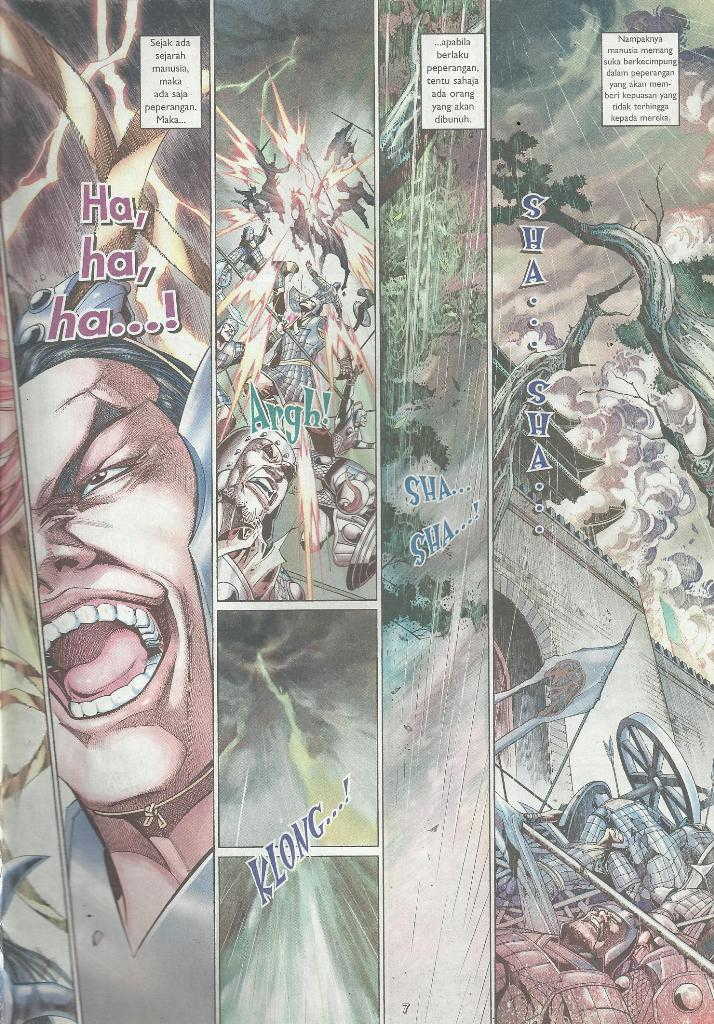 Sejak ada
sejarah
manusia,
maka
ada saja
peperangan.
Maka...
Ha,
ha,
ha....!
Argh!
KLONG...!
...apabila
berlaku
peperangan,
tentu sahaja
ada orang
yang akan
dibunuh.
SHA...
SHA...!
Nampaknya
manusia memang
suka berkecimpung
dalam peperangan
yang akan mem-
beri kepuasan yang
tidak terhingga
kepada mereka.
SHA... SHA...
7